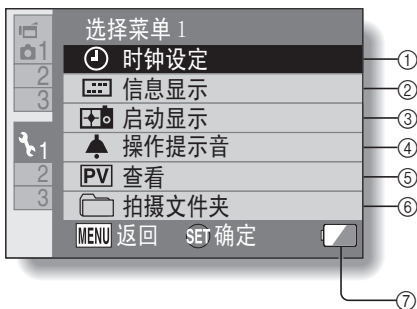 选择菜单 1
1
2
3
1
2
3
时钟设定 ①
信息显示 ②
启动显示 ③
操作提示音 ④
PV 查看 ⑤
拍摄文件夹 ⑥
MENU 返回 SET 确定
⑦